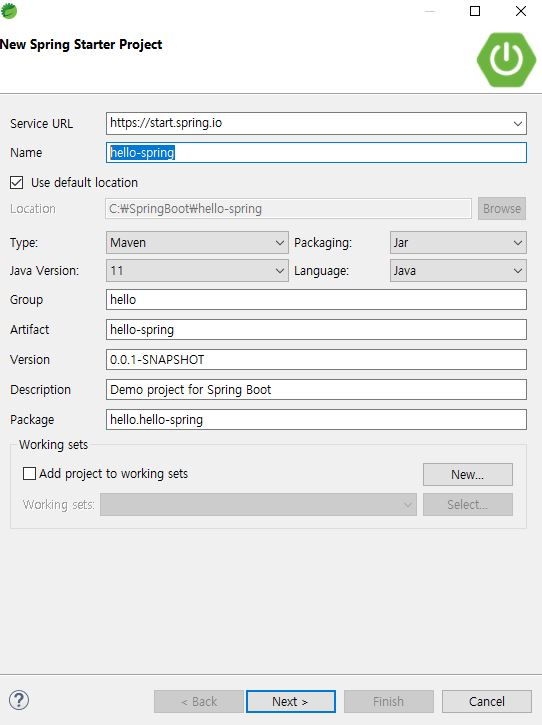 New Spring Starter Project
Service URL https://start.spring.io
Name hello-spring
Use default location
Location C:₩SpringBoot₩hello-spring Browse
Type: Maven Packaging: Jar
Java Version: 11 Language: Java
Group hello
Artifact hello-spring
Version 0.0.1-SNAPSHOT
Description Demo project for Spring Boot
Package hello.hello-spring
Working sets
Add project to working sets New...
Working sets: Select...
? < Back Next > Finish Cancel